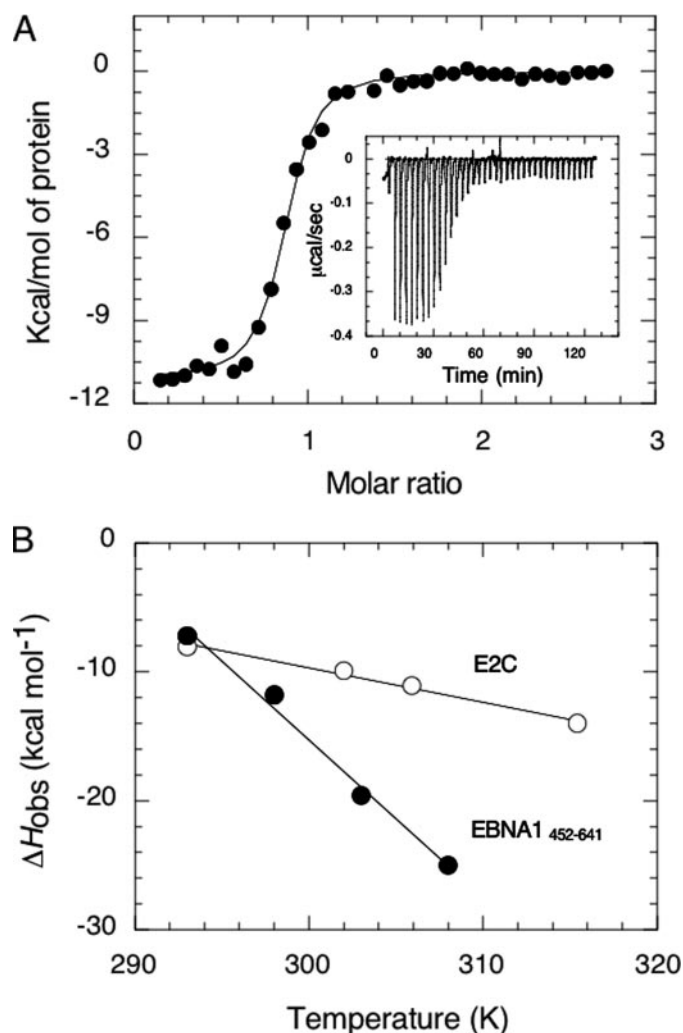 A
0
-3
-6
-9
-12
Kcal/mol of protein
0
1
2
3
Molar ratio
0
-0.1
-0.2
-0.3
-0.4
μcal/sec
0
30
60
90
120
Time (min)
B
0
-10
-20
-30
ΔHobs (kcal mol-1)
E2C
EBNA1 452-641
290
300
310
320
Temperature (K)